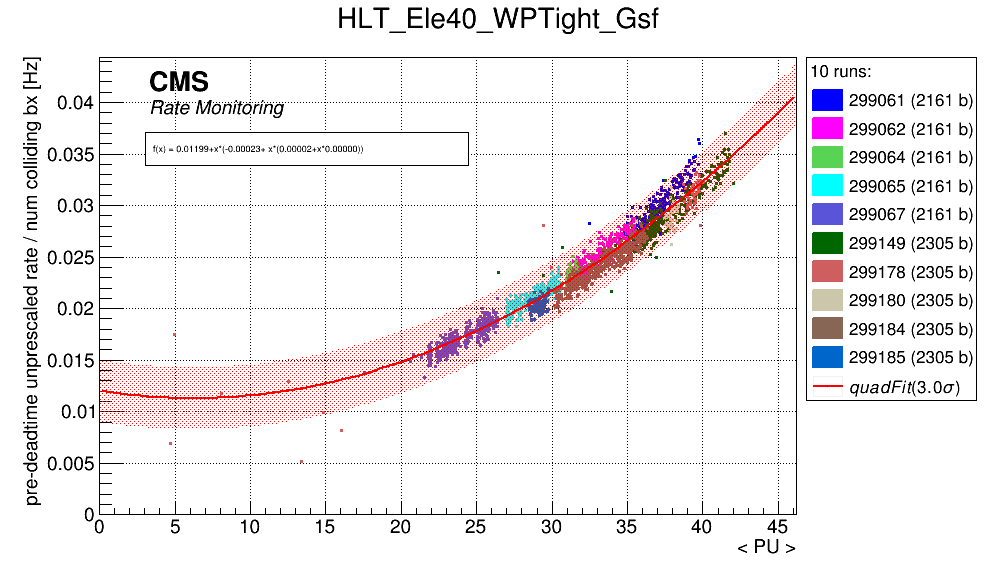 HLT_Ele40_WPTight_Gsf
pre-deadtime unprescaled rate / num colliding bx [Hz]
CMS
Rate Monitoring
f(x) = 0.01199+x*(-0.00023+ x*(0.00002+x*0.00000))
0.04
0.035
0.03
0.025
0.02
0.015
0.01
0.005
0
0 5 10 15 20 25 30 35 40 45
< PU >
10 runs:
299061 (2161 b)
299062 (2161 b)
299064 (2161 b)
299065 (2161 b)
299067 (2161 b)
299149 (2305 b)
299178 (2305 b)
299180 (2305 b)
299184 (2305 b)
299185 (2305 b)
quadFit(3.0σ)